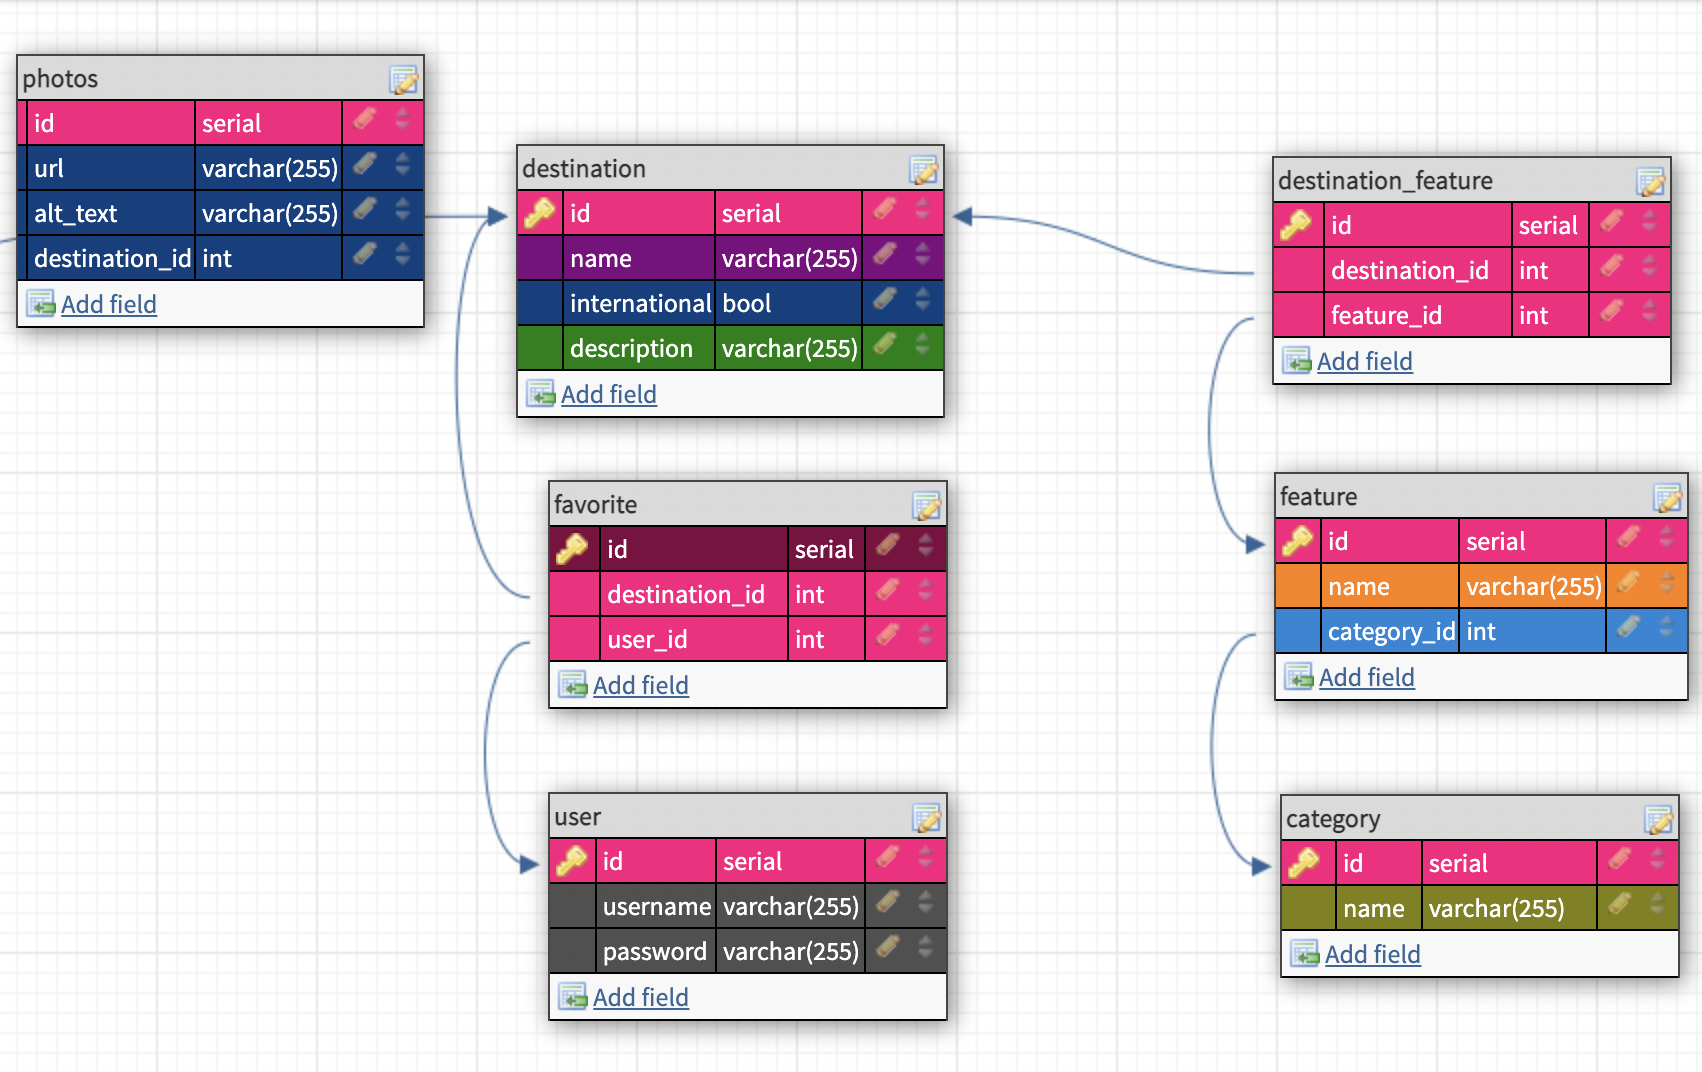 photos
id serial
url varchar(255)
alt_text varchar(255)
destination_id int
Add field
destination
id serial
name varchar(255)
international bool
description varchar(255)
Add field
destination_feature
id serial
destination_id int
feature_id int
Add field
favorite
id serial
destination_id int
user_id int
Add field
feature
id serial
name varchar(255)
category_id int
Add field
user
id serial
username varchar(255)
password varchar(255)
Add field
category
id serial
name varchar(255)
Add field